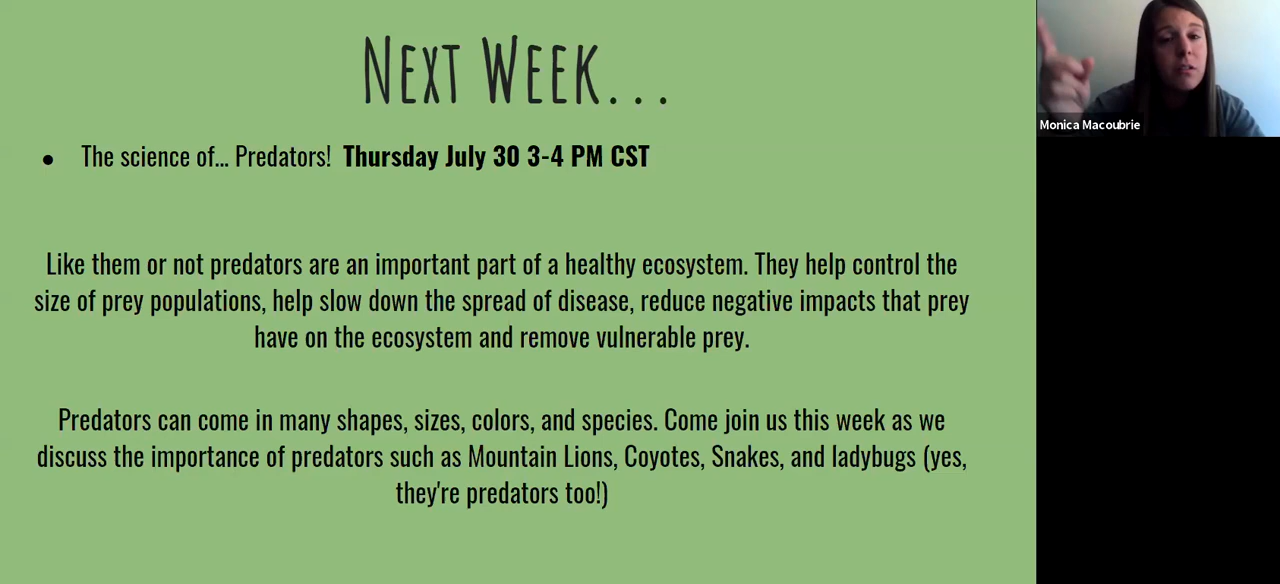 Next Week...
Monica Macoubrie
● The science of... Predators! Thursday July 30 3-4 PM CST
Like them or not predators are an important part of a healthy ecosystem. They help control the
size of prey populations, help slow down the spread of disease, reduce negative impacts that prey
have on the ecosystem and remove vulnerable prey.
Predators can come in many shapes, sizes, colors, and species. Come join us this week as we
discuss the importance of predators such as Mountain Lions, Coyotes, Snakes, and ladybugs (yes,
they're predators too!)